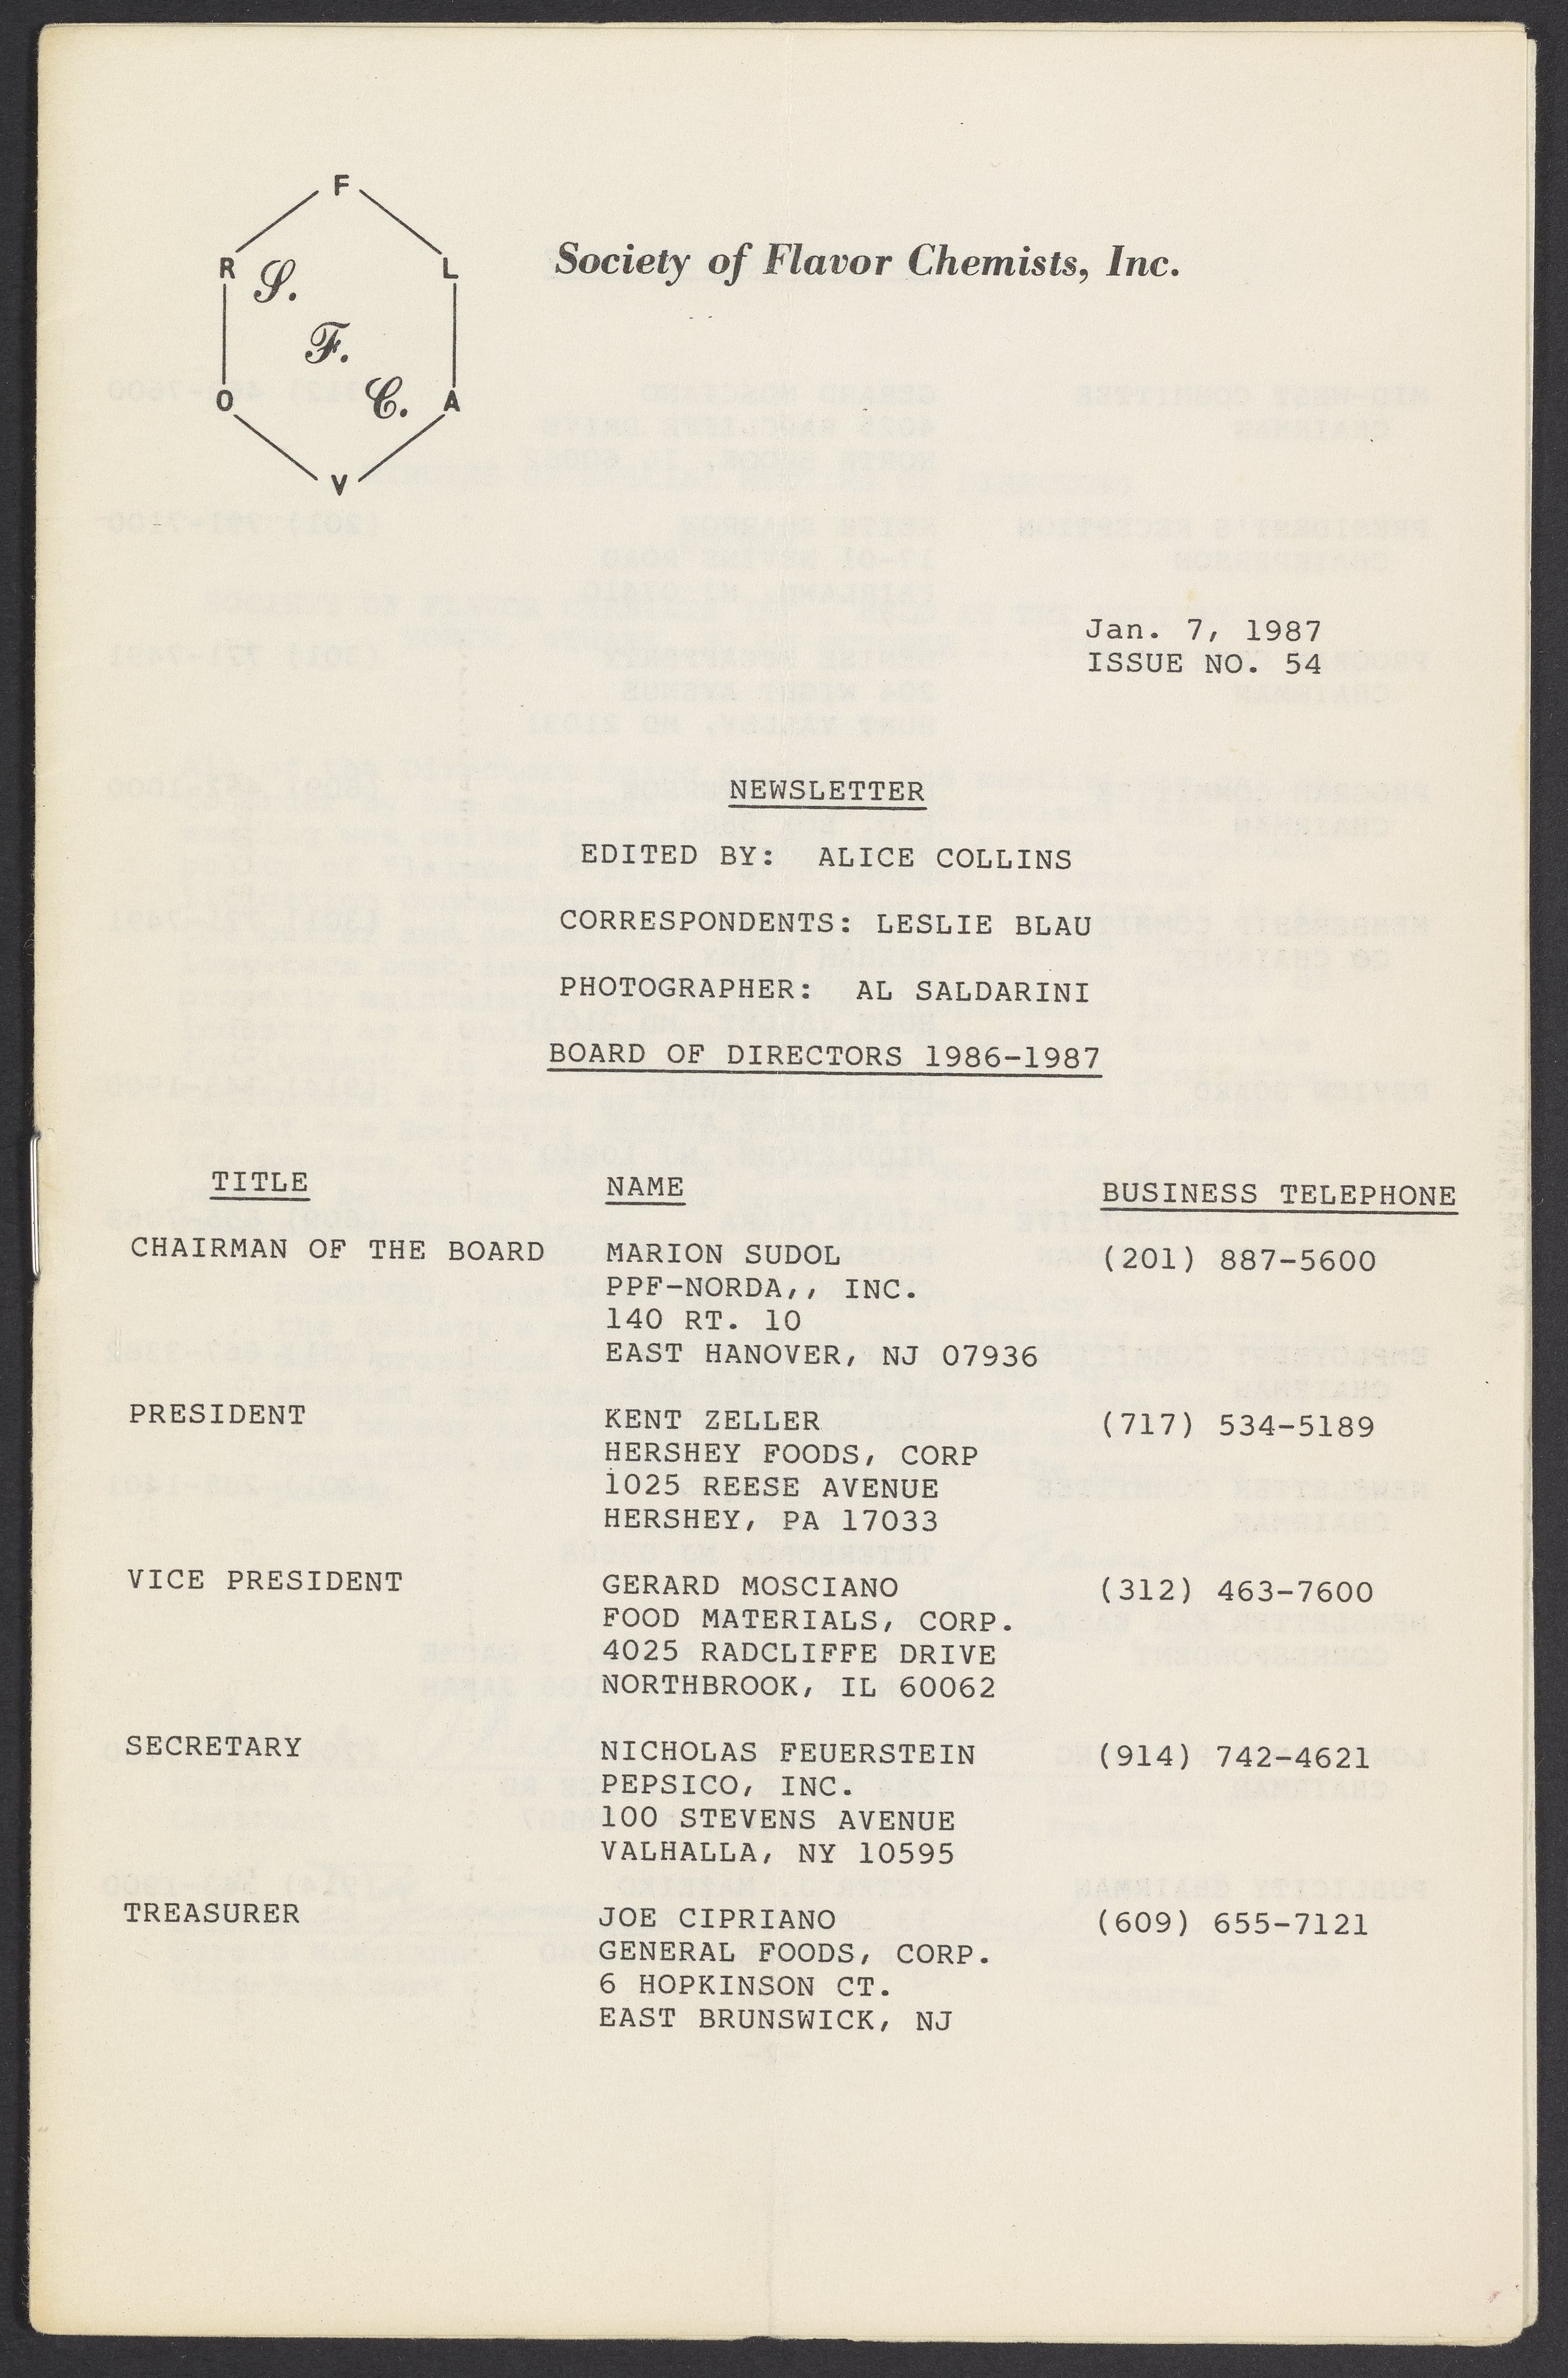 F
R L
S.
F.
C.
O A
V
Society of Flavor Chemists, Inc.
Jan. 7, 1987
ISSUE NO. 54
NEWSLETTER
EDITED BY: ALICE COLLINS
CORRESPONDENTS: LESLIE BLAU
PHOTOGRAPHER: AL SALDARINI
BOARD OF DIRECTORS 1986-1987
TITLE NAME BUSINESS TELEPHONE
CHAIRMAN OF THE BOARD MARION SUDOL (201) 887-5600
PPF-NORDA,, INC.
140 RT. 10
EAST HANOVER, NJ 07936
PRESIDENT KENT ZELLER (717) 534-5189
HERSHEY FOODS, CORP
1025 REESE AVENUE
HERSHEY, PA 17033
VICE PRESIDENT GERARD MOSCIANO (312) 463-7600
FOOD MATERIALS, CORP.
4025 RADCLIFFE DRIVE
NORTHBROOK, IL 60062
SECRETARY NICHOLAS FEUERSTEIN (914) 742-4621
PEPSICO, INC.
100 STEVENS AVENUE
VALHALLA, NY 10595
TREASURER JOE CIPRIANO (609) 655-7121
GENERAL FOODS, CORP.
6 HOPKINSON CT.
EAST BRUNSWICK, NJ